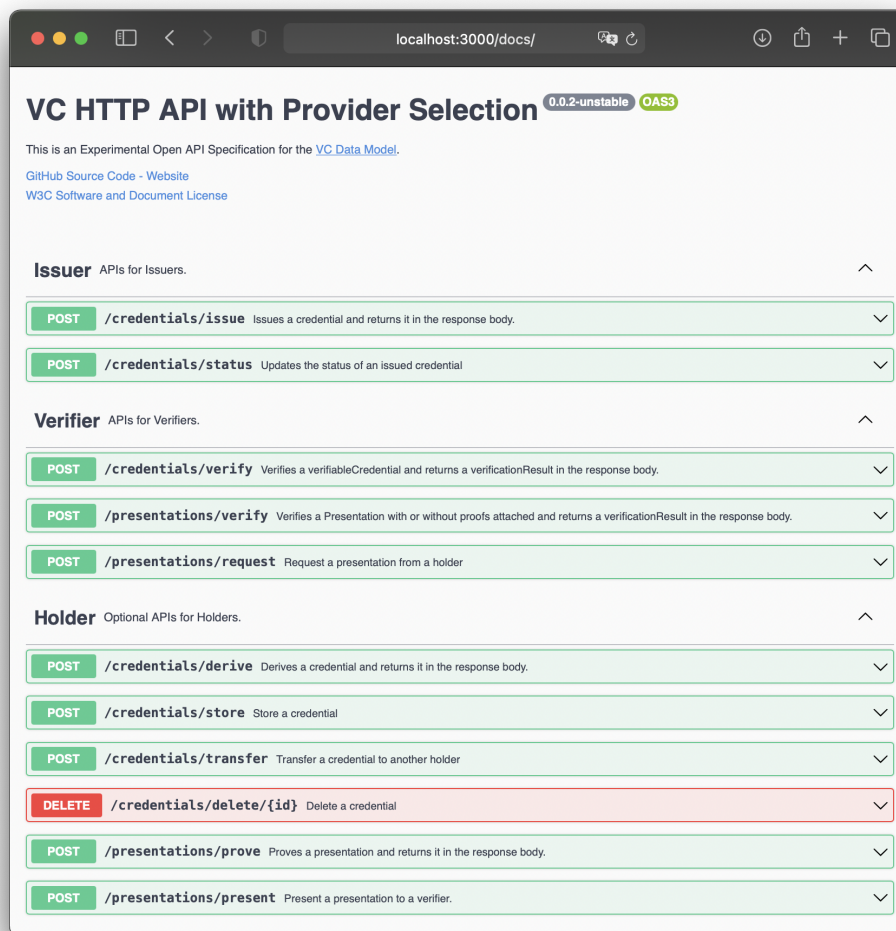 localhost:3000/docs/
VC HTTP API with Provider Selection 0.0.2-unstable OAS3
This is an Experimental Open API Specification for the VC Data Model.
GitHub Source Code - Website
W3C Software and Document License
Issuer APIs for Issuers.
POST /credentials/issue Issues a credential and returns it in the response body.
POST /credentials/status Updates the status of an issued credential
Verifier APIs for Verifiers.
POST /credentials/verify Verifies a verifiableCredential and returns a verificationResult in the response body.
POST /presentations/verify Verifies a Presentation with or without proofs attached and returns a verificationResult in the response body.
POST /presentations/request Request a presentation from a holder
Holder Optional APIs for Holders.
POST /credentials/derive Derives a credential and returns it in the response body.
POST /credentials/store Store a credential
POST /credentials/transfer Transfer a credential to another holder
DELETE /credentials/delete/{id} Delete a credential
POST /presentations/prove Proves a presentation and returns it in the response body.
POST /presentations/present Present a presentation to a verifier.